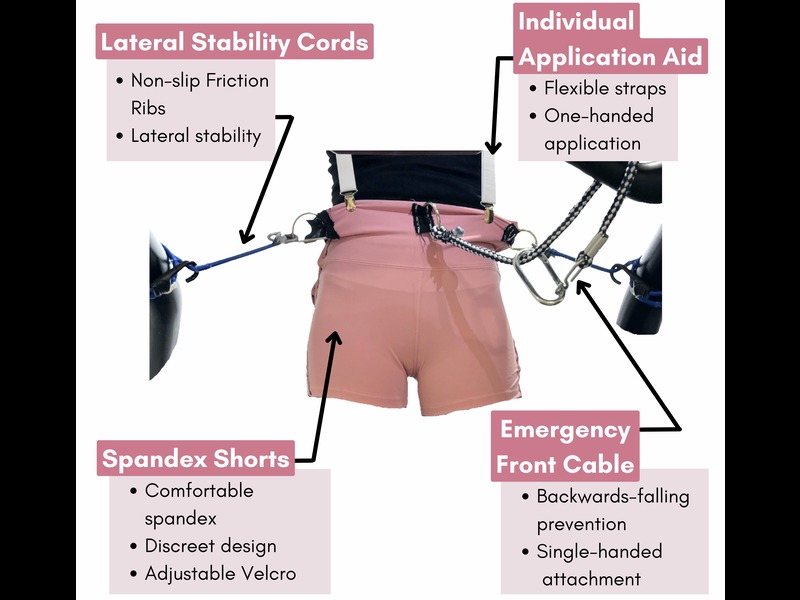 Lateral Stability Cords
• Non-slip Friction
Ribs
• Lateral stability
Individual
Application Aid
• Flexible straps
• One-handed
application
Spandex Shorts
• Comfortable
spandex
• Discreet design
• Adjustable Velcro
Emergency
Front Cable
• Backwards-falling
prevention
• Single-handed
attachment